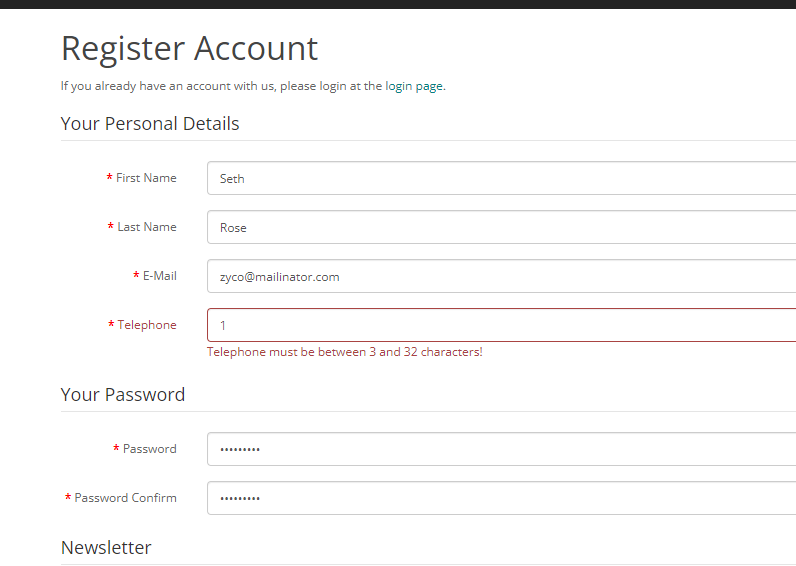 Register Account
If you already have an account with us, please login at the login page.
Your Personal Details
* First Name Seth
* Last Name Rose
* E-Mail zyco@mailinator.com
* Telephone 1
Telephone must be between 3 and 32 characters!
Your Password
* Password •••••••••
* Password Confirm •••••••••
Newsletter